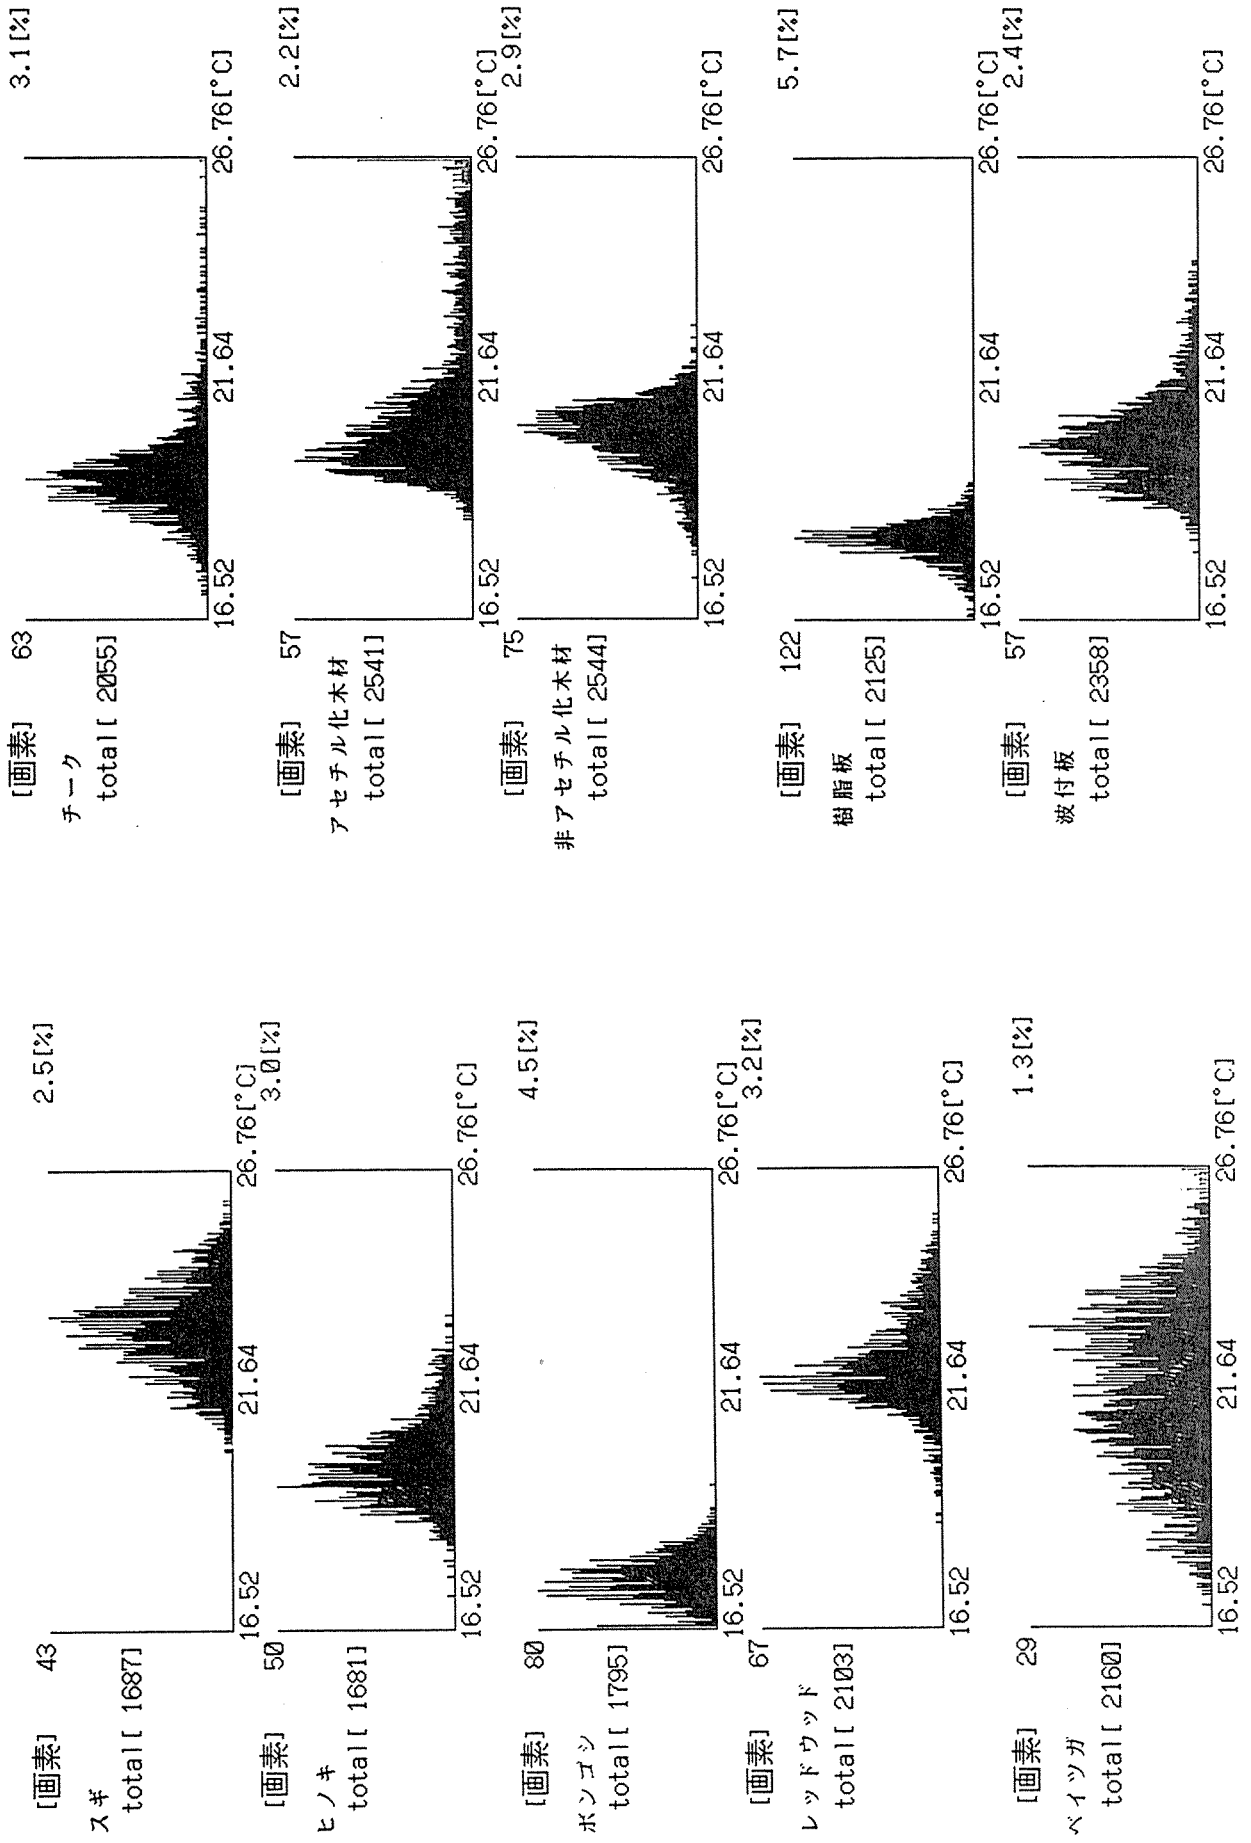 [画素] 43 2.5[%]
スギ
total[ 1687]
16.52 21.64 26.76[°C]
[画素] 50 3.0[%]
ヒノキ
total[ 1681]
16.52 21.64 26.76[°C]
[画素] 80 4.5[%]
ボンゴシ
total[ 1795]
16.52 21.64 26.76[°C]
[画素] 67 3.2[%]
レッドウッド
total[ 2103]
16.52 21.64 26.76[°C]
[画素] 29 1.3[%]
ベイツガ
total[ 2160]
16.52 21.64 26.76[°C]
[画素] 63 3.1[%]
チーク
total[ 2055]
16.52 21.64 26.76[°C]
[画素] 57 2.2[%]
アセチル化木材
total[ 2541]
16.52 21.64 26.76[°C]
[画素] 75 2.9[%]
非アセチル化木材
total[ 2544]
16.52 21.64 26.76[°C]
[画素] 122 5.7[%]
樹脂板
total[ 2125]
16.52 21.64 26.76[°C]
[画素] 57 2.4[%]
波付板
total[ 2358]
16.52 21.64 26.76[°C]